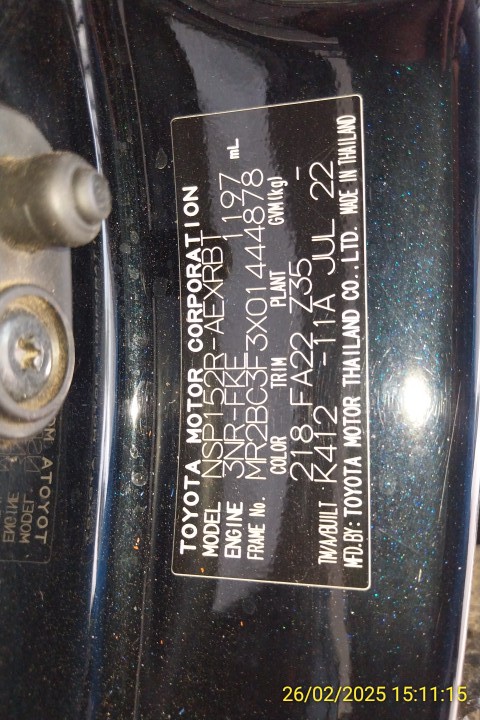 TOYOTA MOTOR CORPORATION
MODEL NSP152R-AEXRBT
ENGINE 3NR-FKE 1197 mL
FRAME No. MR2BC3F3X01444878
COLOR TRIM PLANT GVM(kg)
218 FA22 Z35 -
TM/A/BUILT K412 -11A JUL 22
MFD.BY: TOYOTA MOTOR THAILAND CO.,LTD. MADE IN THAILAND
26/02/2025 15:11:15